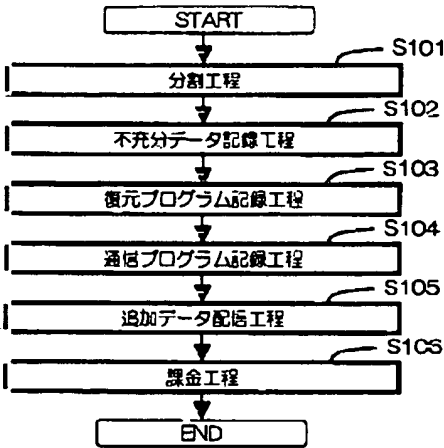 START
S101
分割工程
S102
不充分データ記録工程
S103
復元プログラム記録工程
S104
通信プログラム記録工程
S105
追加データ配信工程
S106
課金工程
END